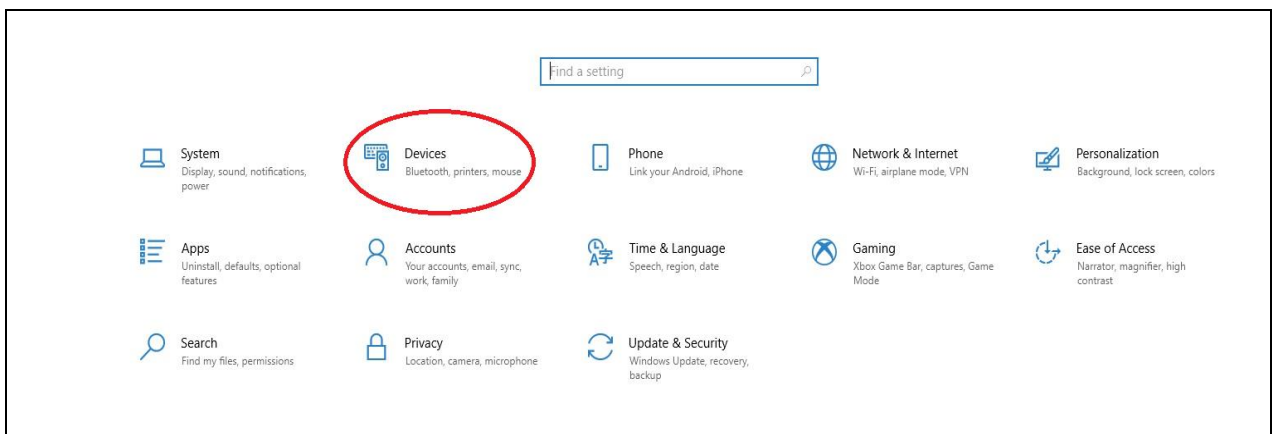 Find a setting
System
Display, sound, notifications,
power
Devices
Bluetooth, printers, mouse
Phone
Link your Android, iPhone
Network & Internet
Wi-Fi, airplane mode, VPN
Personalization
Background, lock screen, colors
Apps
Uninstall, defaults, optional
features
Accounts
Your accounts, email, sync,
work, family
Time & Language
Speech, region, date
Gaming
Xbox Game Bar, captures, Game
Mode
Ease of Access
Narrator, magnifier, high
contrast
Search
Find my files, permissions
Privacy
Location, camera, microphone
Update & Security
Windows Update, recovery,
backup